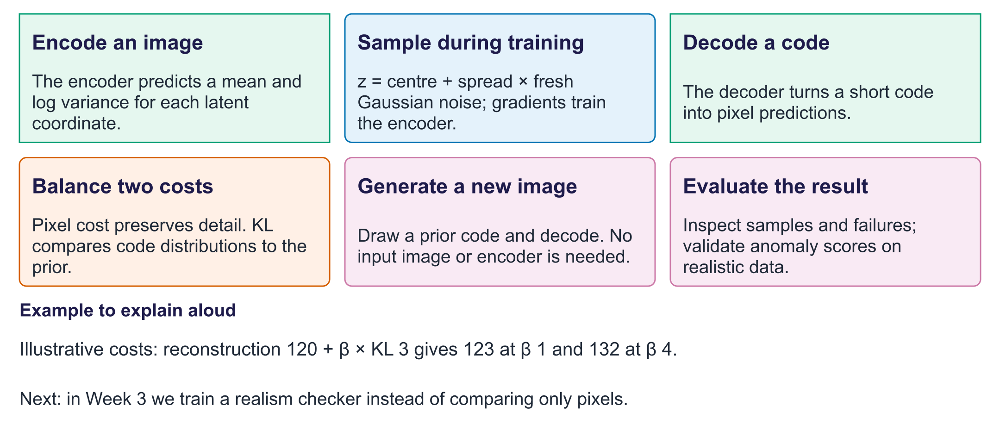 Encode an image
The encoder predicts a mean and
log variance for each latent
coordinate.
Sample during training
z = centre + spread × fresh
Gaussian noise; gradients train
the encoder.
Decode a code
The decoder turns a short code
into pixel predictions.
Balance two costs
Pixel cost preserves detail. KL
compares code distributions to the
prior.
Generate a new image
Draw a prior code and decode. No
input image or encoder is needed.
Evaluate the result
Inspect samples and failures;
validate anomaly scores on
realistic data.
Example to explain aloud
Illustrative costs: reconstruction 120 + β × KL 3 gives 123 at β 1 and 132 at β 4.
Next: in Week 3 we train a realism checker instead of comparing only pixels.